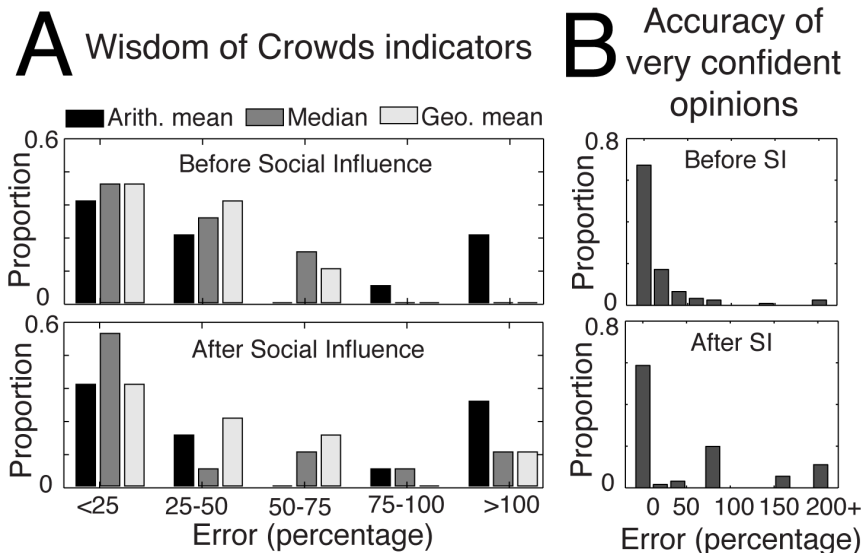 A Wisdom of Crowds indicators
Arith. mean Median Geo. mean
0.6
Proportion
Before Social Influence
0
0.6
Proportion
After Social Influence
0
<25 25-50 50-75 75-100 >100
Error (percentage)
B Accuracy of
very confident
opinions
0.8
Proportion
Before SI
0
0.8
Proportion
After SI
0
0 50 100 150 200+
Error (percentage)